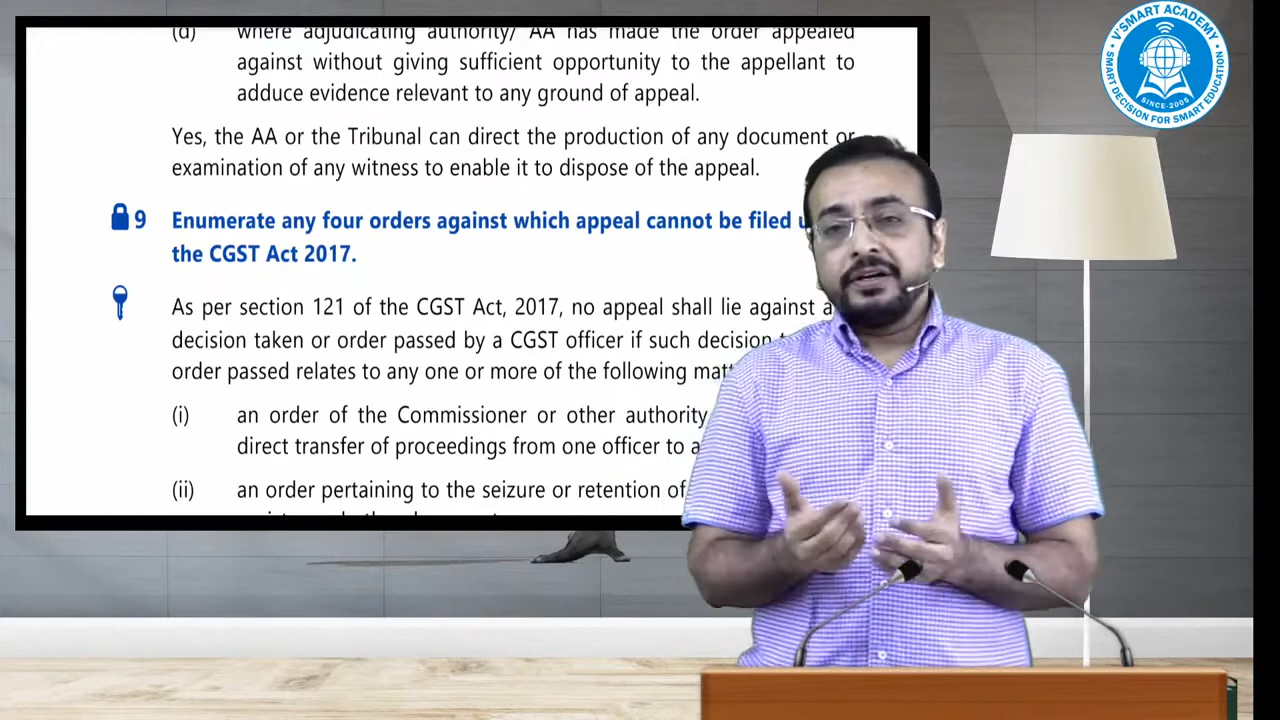 (d) where adjudicating authority/ AA has made the order appealed
against without giving sufficient opportunity to the appellant to
adduce evidence relevant to any ground of appeal.
Yes, the AA or the Tribunal can direct the production of any document or
examination of any witness to enable it to dispose of the appeal.
9 Enumerate any four orders against which appeal cannot be filed
the CGST Act 2017.
As per section 121 of the CGST Act, 2017, no appeal shall lie against
decision taken or order passed by a CGST officer if such decision
order passed relates to any one or more of the following
(i) an order of the Commissioner or other authority
direct transfer of proceedings from one officer to
(ii) an order pertaining to the seizure or retention of
V'SMART ACADEMY
SINCE-2005
SMART DECISION FOR SMART EDUCATION